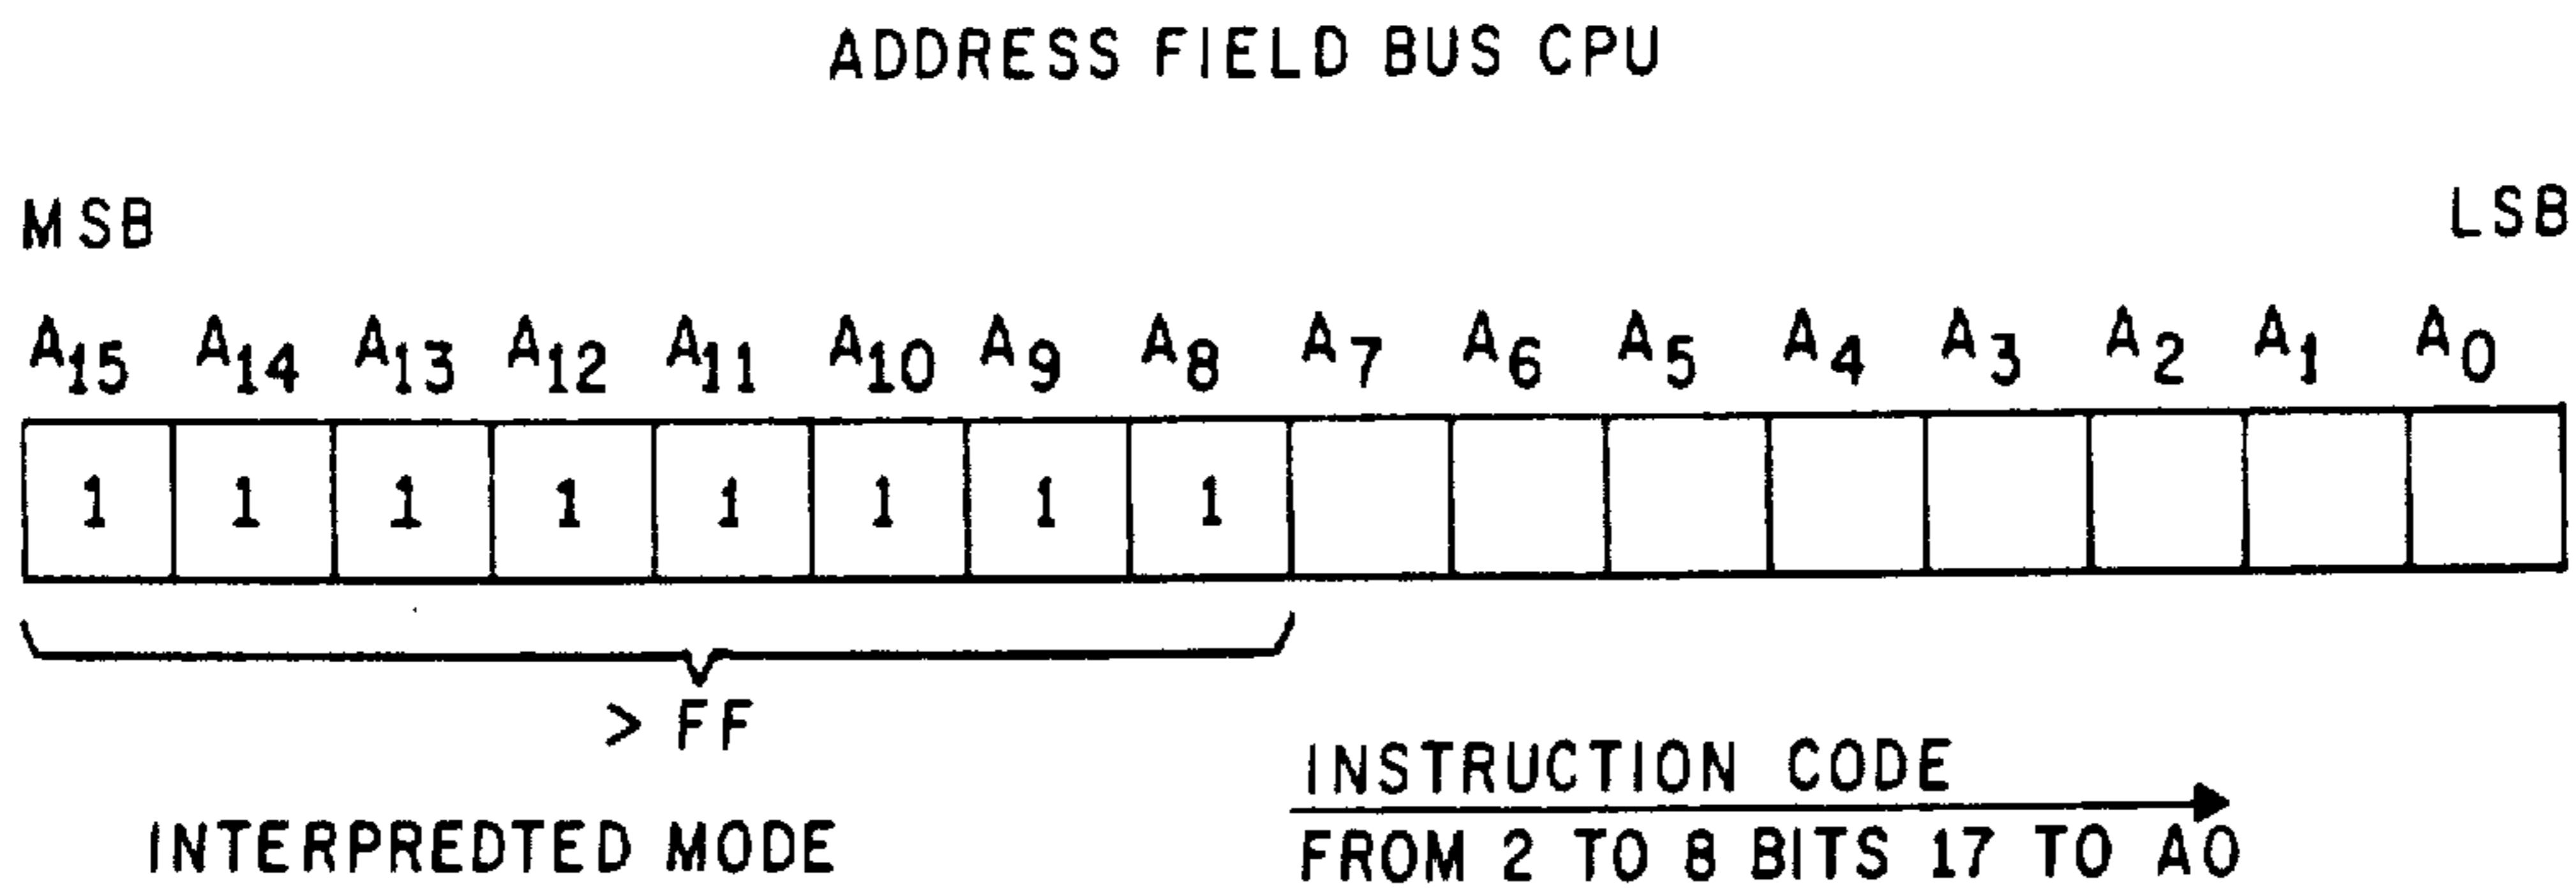 ADDRESS FIELD BUS CPU
MSB LSB
A15 A14 A13 A12 A11 A10 A9 A8 A7 A6 A5 A4 A3 A2 A1 A0
1 1 1 1 1 1 1 1
> FF
INSTRUCTION CODE
INTERPREDTED MODE
FROM 2 TO 8 BITS 17 TO A0